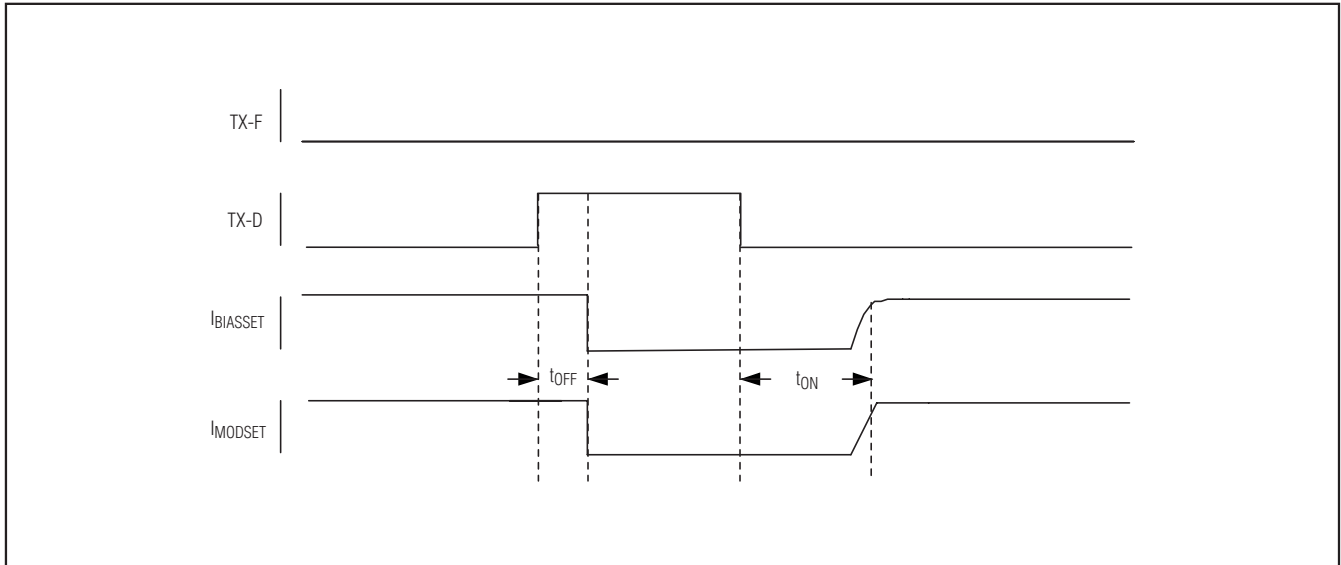 TX-F
TX-D
IBIASSET
tOFF
tON
IMODSET